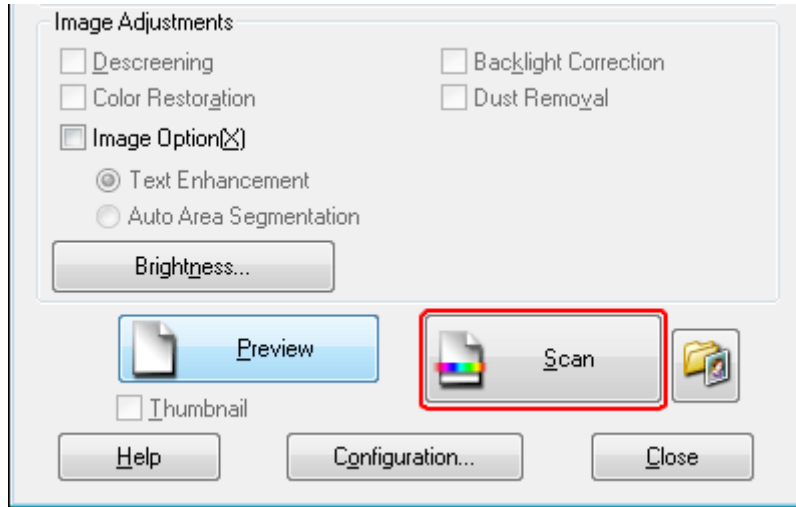 Image Adjustments
Descreening Backlight Correction
Color Restoration Dust Removal
Image Option(X)
Text Enhancement
Auto Area Segmentation
Brightness...
Preview Scan
Thumbnail
Help Configuration... Close